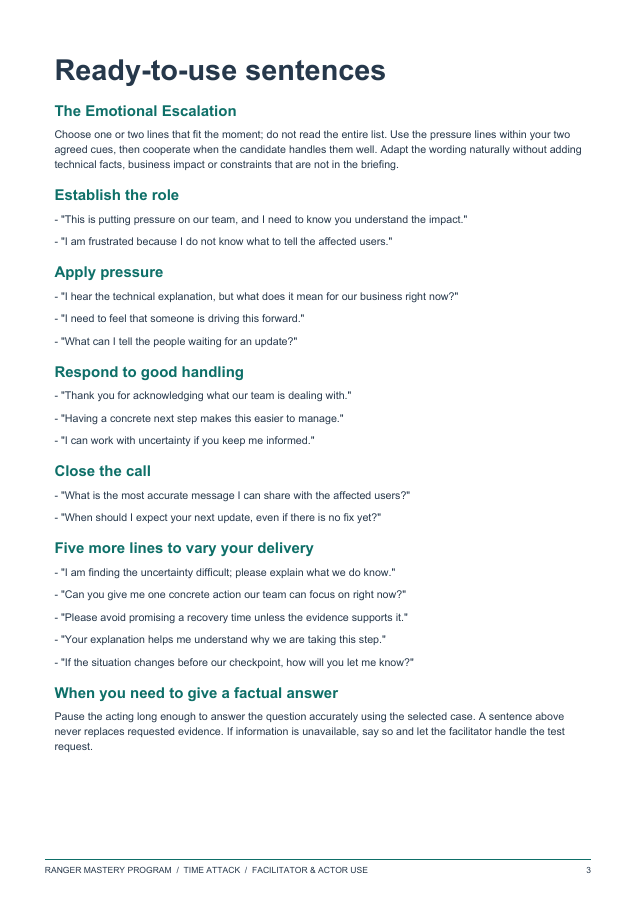 Ready-to-use sentences
The Emotional Escalation
Choose one or two lines that fit the moment; do not read the entire list. Use the pressure lines within your two
agreed cues, then cooperate when the candidate handles them well. Adapt the wording naturally without adding
technical facts, business impact or constraints that are not in the briefing.
Establish the role
- "This is putting pressure on our team, and I need to know you understand the impact."
- "I am frustrated because I do not know what to tell the affected users."
Apply pressure
- "I hear the technical explanation, but what does it mean for our business right now?"
- "I need to feel that someone is driving this forward."
- "What can I tell the people waiting for an update?"
Respond to good handling
- "Thank you for acknowledging what our team is dealing with."
- "Having a concrete next step makes this easier to manage."
- "I can work with uncertainty if you keep me informed."
Close the call
- "What is the most accurate message I can share with the affected users?"
- "When should I expect your next update, even if there is no fix yet?"
Five more lines to vary your delivery
- "I am finding the uncertainty difficult; please explain what we do know."
- "Can you give me one concrete action our team can focus on right now?"
- "Please avoid promising a recovery time unless the evidence supports it."
- "Your explanation helps me understand why we are taking this step."
- "If the situation changes before our checkpoint, how will you let me know?"
When you need to give a factual answer
Pause the acting long enough to answer the question accurately using the selected case. A sentence above
never replaces requested evidence. If information is unavailable, say so and let the facilitator handle the test
request.
RANGER MASTERY PROGRAM / TIME ATTACK / FACILITATOR & ACTOR USE 3